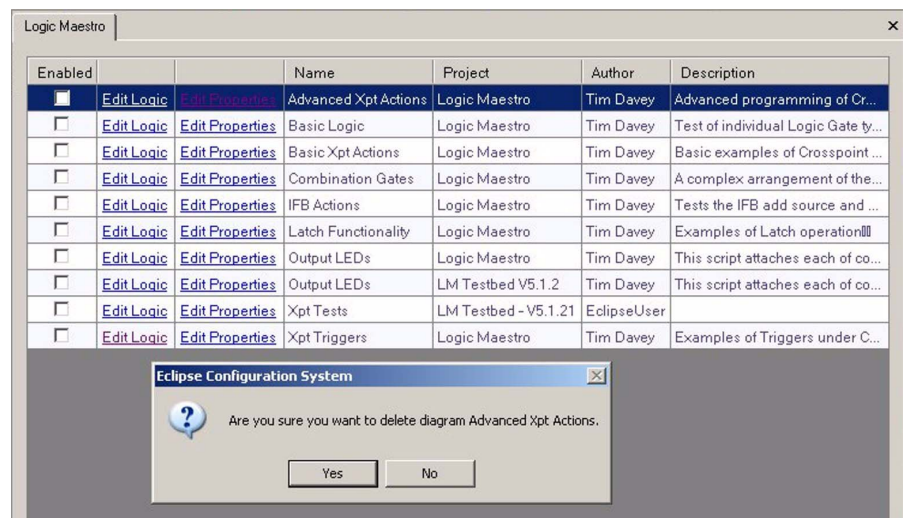 Logic Maestro
Enabled Name Project Author Description
Edit Logic Edit Properties Advanced Xpt Actions Logic Maestro Tim Davey Advanced programming of Cr...
Edit Logic Edit Properties Basic Logic Logic Maestro Tim Davey Test of individual Logic Gate ty...
Edit Logic Edit Properties Basic Xpt Actions Logic Maestro Tim Davey Basic examples of Crosspoint ...
Edit Logic Edit Properties Combination Gates Logic Maestro Tim Davey A complex arrangement of the...
Edit Logic Edit Properties IFB Actions Logic Maestro Tim Davey Tests the IFB add source and ...
Edit Logic Edit Properties Latch Functionality Logic Maestro Tim Davey Examples of Latch operation
Edit Logic Edit Properties Output LEDs Logic Maestro Tim Davey This script attaches each of co...
Edit Logic Edit Properties Output LEDs LM Testbed V5.1.2 Tim Davey This script attaches each of co...
Edit Logic Edit Properties Xpt Tests LM Testbed - V5.1.21 EclipseUser
Edit Logic Edit Properties Xpt Triggers Logic Maestro Tim Davey Examples of Triggers under C...
Eclipse Configuration System
Are you sure you want to delete diagram Advanced Xpt Actions.
Yes No